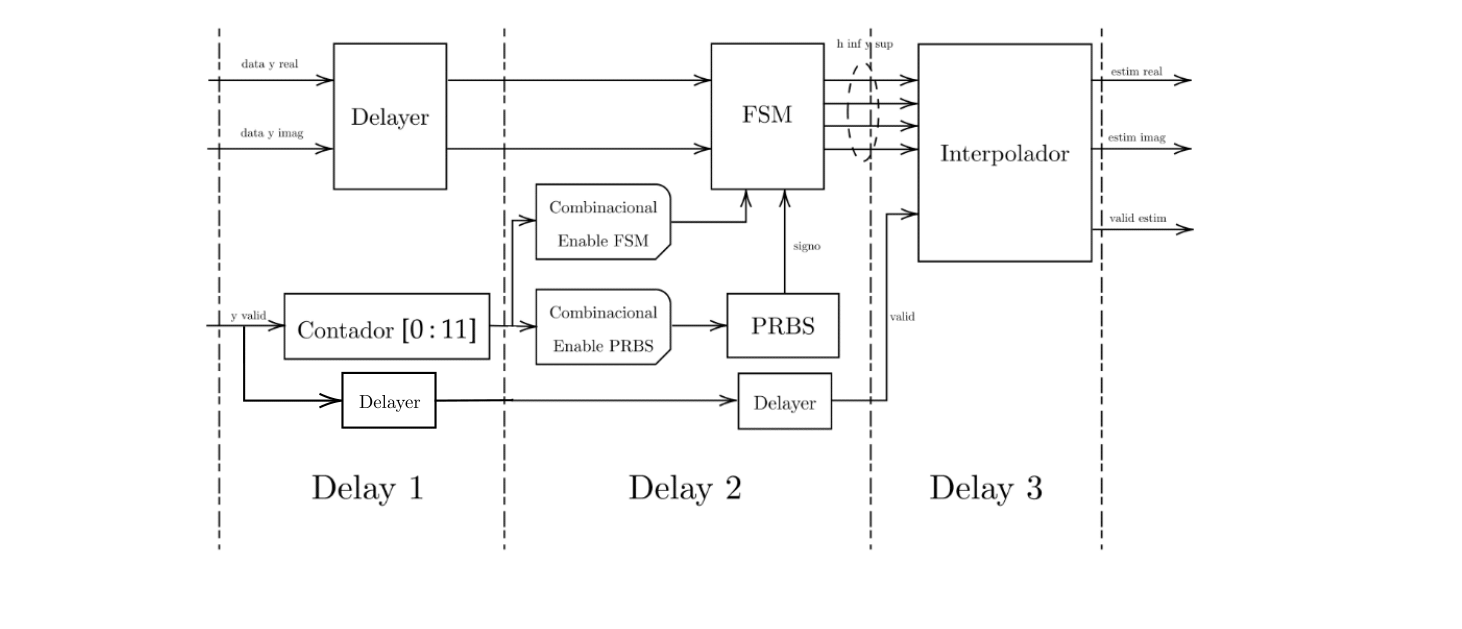 h inf y sup
data y real
estim real
Delayer
FSM
data y imag
estim imag
Interpolador
Combinacional
Enable FSM
valid estim
signo
y valid
Contador [0 : 11]
Combinacional
Enable PRBS
PRBS
valid
Delayer
Delayer
Delay 1
Delay 2
Delay 3